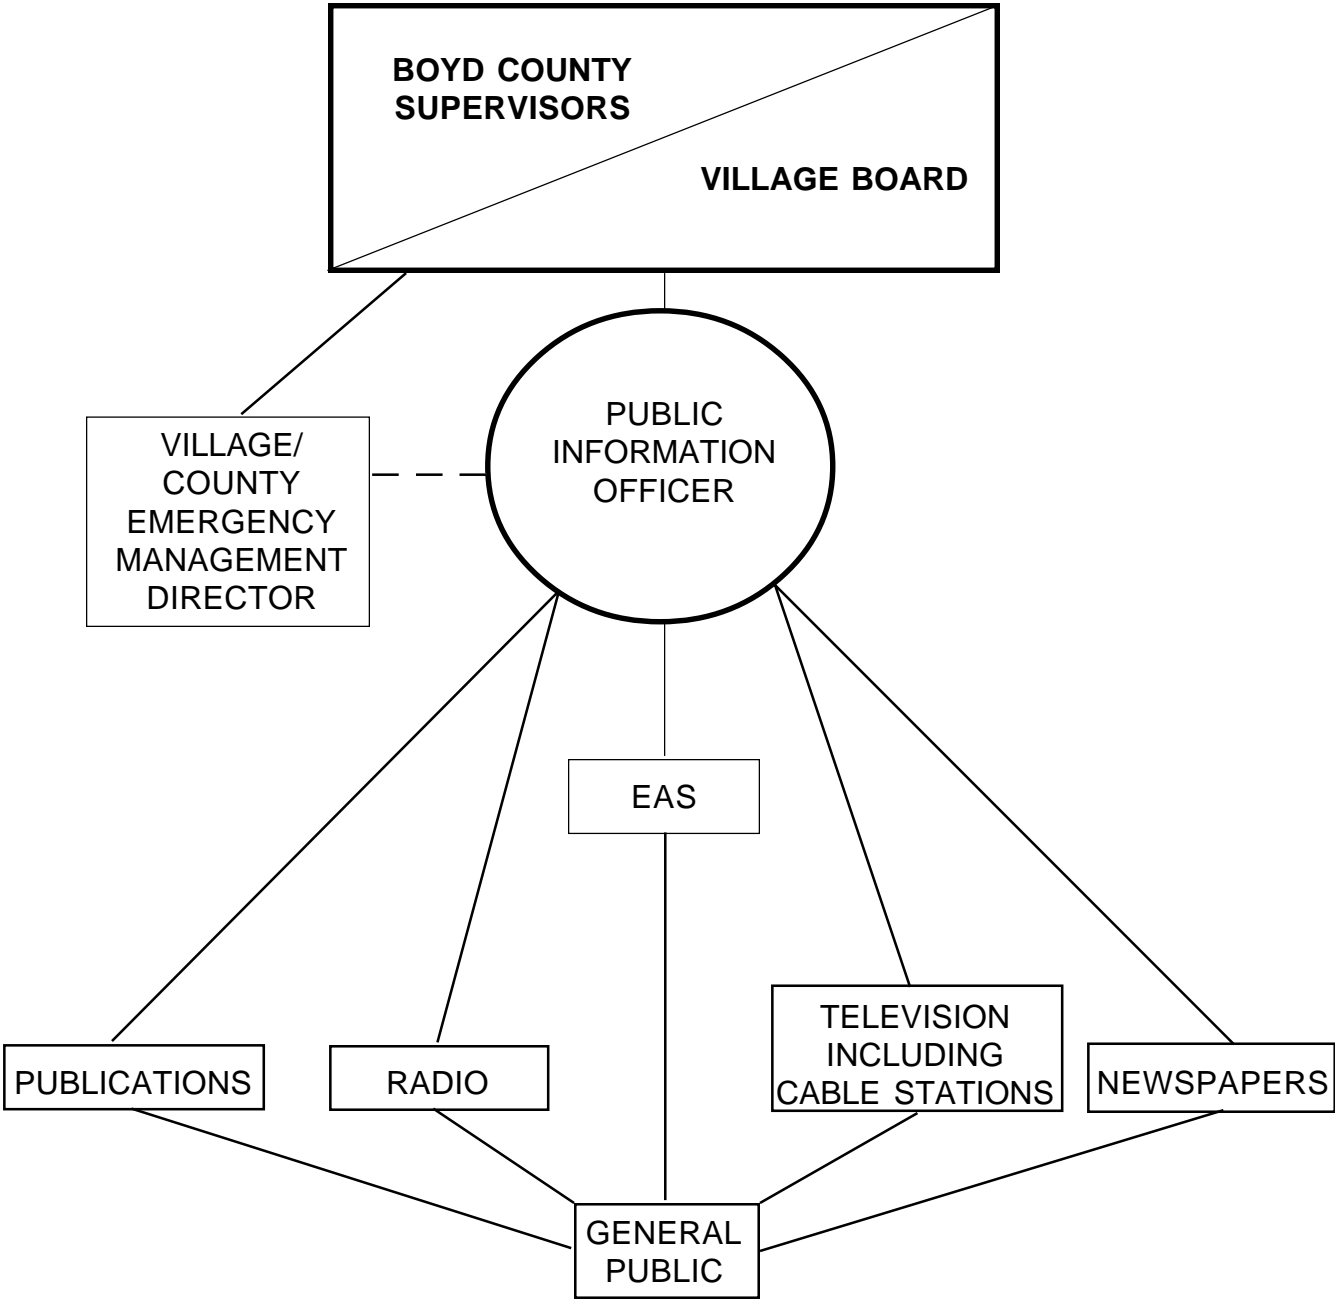 BOYD COUNTY
SUPERVISORS
VILLAGE BOARD
PUBLIC
INFORMATION
OFFICER
VILLAGE/
COUNTY
EMERGENCY
MANAGEMENT
DIRECTOR
EAS
PUBLICATIONS
RADIO
TELEVISION
INCLUDING
CABLE STATIONS
NEWSPAPERS
GENERAL
PUBLIC